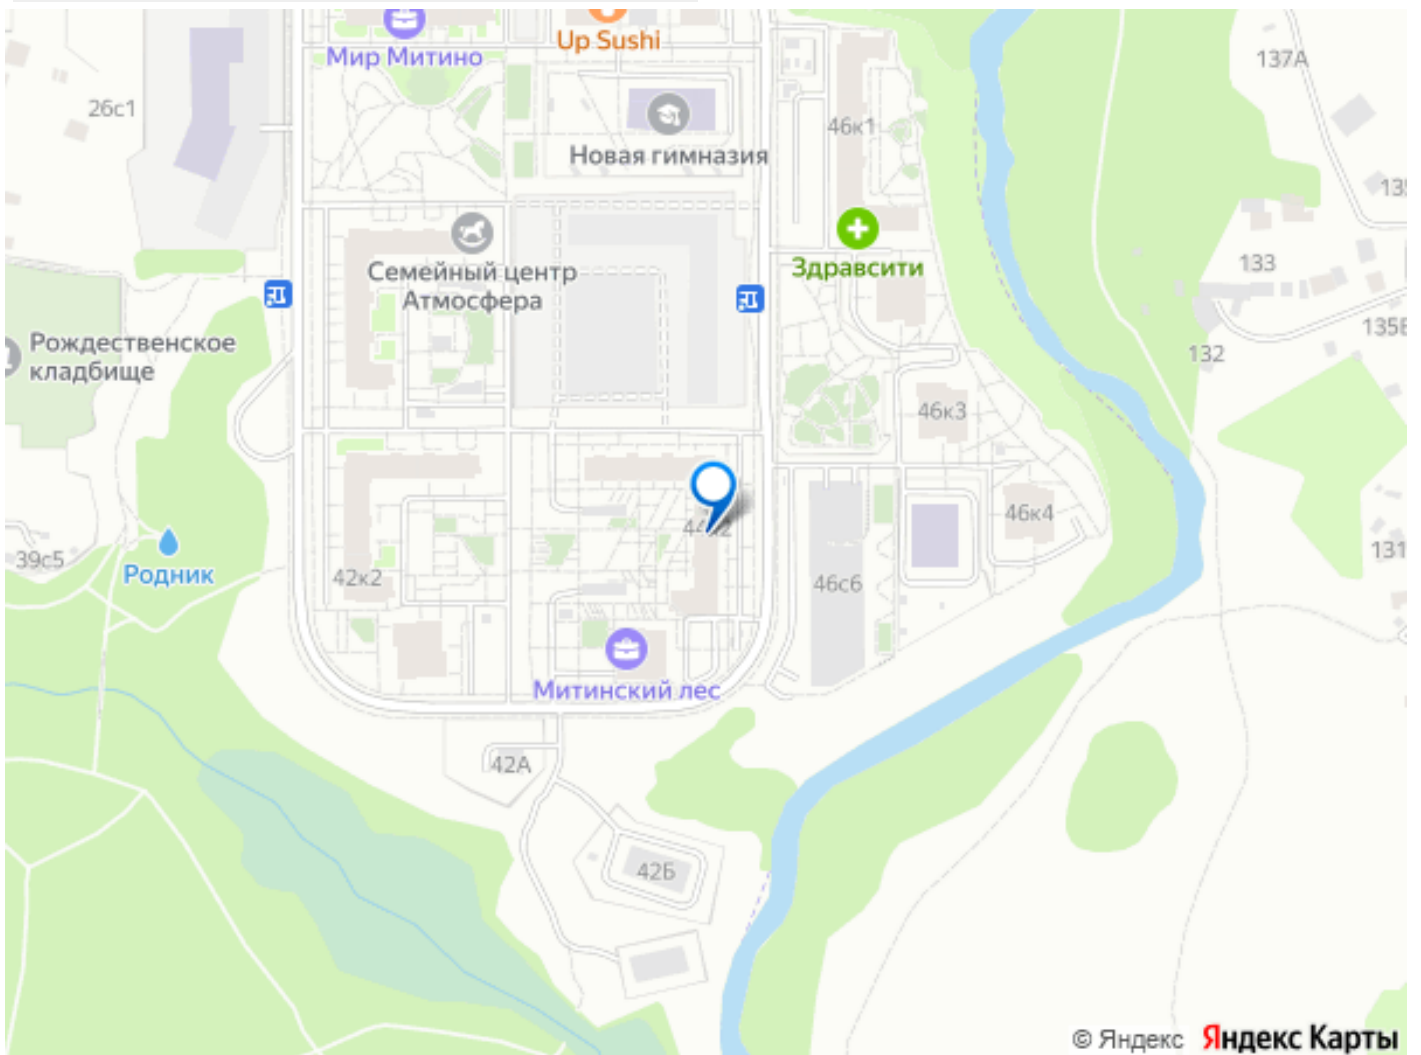 Up Sushi
Мир Митино
137А
26с1
46к1
Новая гимназия
Здравсити
Семейный центр
Атмосфера
133
Рождественское
кладбище
132
46к3
46к4
39с5
Родник
42к2
46с6
131
Митинский лес
42А
42Б
© Яндекс Яндекс Карты